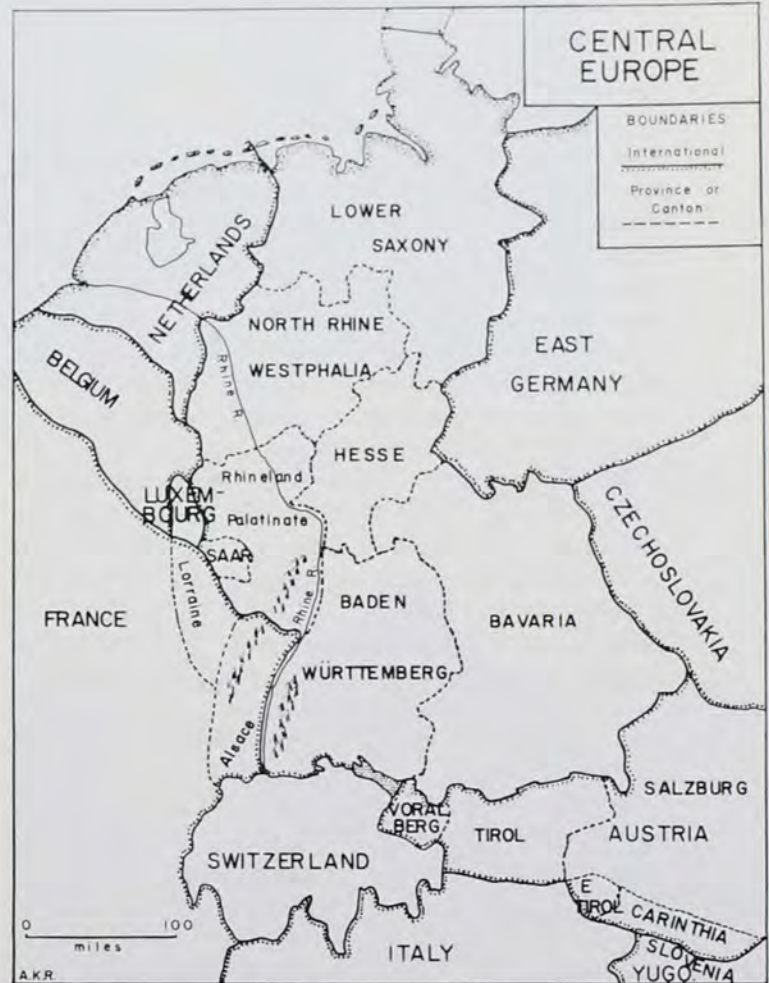 CENTRAL
EUROPE
BOUNDARIES
International
Province or
Canton
LOWER
SAXONY
NETHERLANDS
NORTH RHINE
WESTPHALIA
Rhine R.
EAST
GERMANY
BELGIUM
HESSE
Rhineland
Palatinate
LUXEM-
BOURG
SAAR
CZECHOSLOVAKIA
Lorraine
Rhine R.
FRANCE
BADEN
WÜRTTEMBERG
BAVARIA
Alsace
VORAL
BERG
TIROL
SALZBURG
AUSTRIA
SWITZERLAND
E
TIROL
CARINTHIA
0 100
miles
ITALY
SLOVENIA
YUGO.
A.K.R.